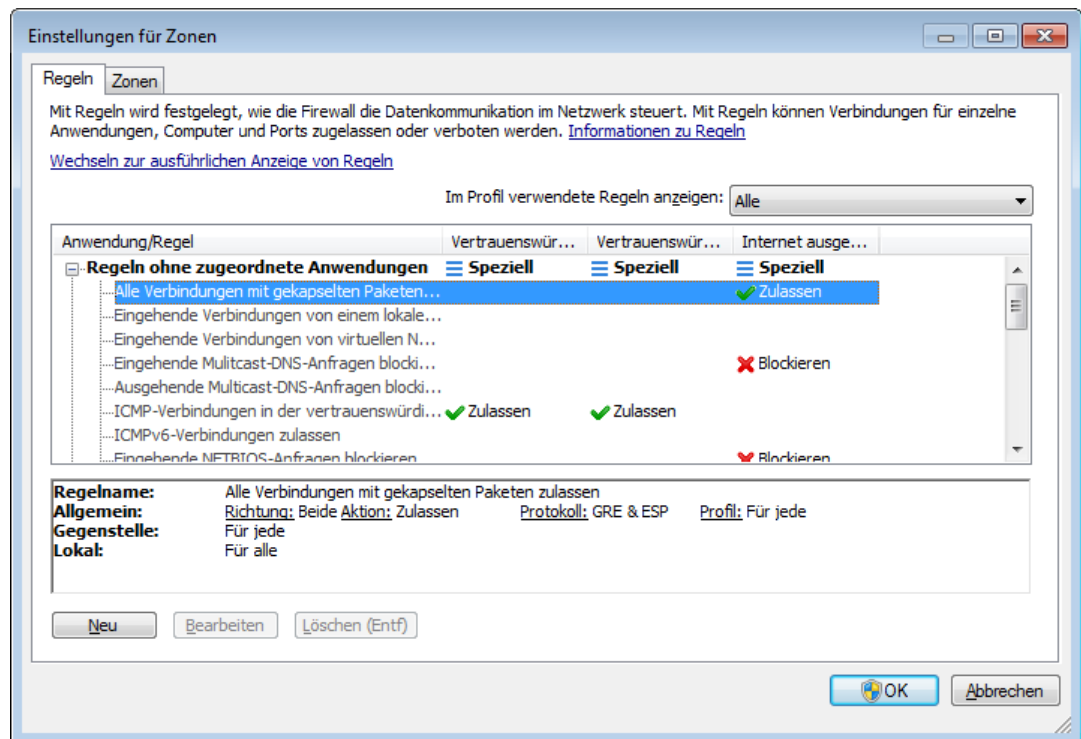 Einstellungen für Zonen
Regeln Zonen
Mit Regeln wird festgelegt, wie die Firewall die Datenkommunikation im Netzwerk steuert. Mit Regeln können Verbindungen für einzelne
Anwendungen, Computer und Ports zugelassen oder verboten werden. Informationen zu Regeln
Wechseln zur ausführlichen Anzeige von Regeln
Im Profil verwendete Regeln anzeigen: Alle
Anwendung/Regel Vertrauenswür... Vertrauenswür... Internet ausge...
Regeln ohne zugeordnete Anwendungen Speziell Speziell Speziell
Alle Verbindungen mit gekapselten Paketen... Zulassen
Eingehende Verbindungen von einem lokale...
Eingehende Verbindungen von virtuellen N...
Eingehende Mulitcast-DNS-Anfragen blocki... Blockieren
Ausgehende Multicast-DNS-Anfragen blocki...
ICMP-Verbindungen in der vertrauenswürdi... Zulassen Zulassen
ICMPv6-Verbindungen zulassen
Eingehende NETBIOS-Anfragen blockieren Blockieren
Regelname: Alle Verbindungen mit gekapselten Paketen zulassen
Allgemein: Richtung: Beide Aktion: Zulassen Protokoll: GRE & ESP Profil: Für jede
Gegenstelle: Für jede
Lokal: Für alle
Neu Bearbeiten Löschen (Entf)
OK Abbrechen